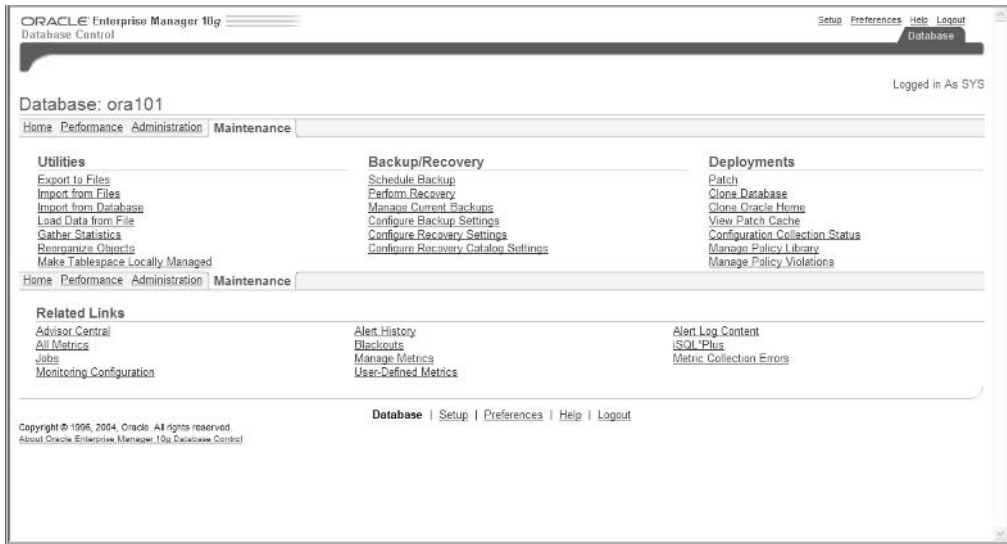 ORACLE Enterprise Manager 10g
Database Control
Setup Preferences Help Logout
Database
Logged in As SYS
Database: ora101
Home Performance Administration Maintenance
Utilities
Export to Files
Import from Files
Import from Database
Load Data from File
Gather Statistics
Reorganize Objects
Make Tablespace Locally Managed
Backup/Recovery
Schedule Backup
Perform Recovery
Manage Current Backups
Configure Backup Settings
Configure Recovery Settings
Configure Recovery Catalog Settings
Deployments
Patch
Clone Database
Clone Oracle Home
View Patch Cache
Configuration Collection Status
Manage Policy Library
Manage Policy Violations
Home Performance Administration Maintenance
Related Links
Advisor Central
All Metrics
Jobs
Monitoring Configuration
Alert History
Blackouts
Manage Metrics
User-Defined Metrics
Alert Log Content
iSQL*Plus
Metric Collection Errors
Database | Setup | Preferences | Help | Logout
Copyright © 1996, 2004, Oracle. All rights reserved.
About Oracle Enterprise Manager 10g Database Control